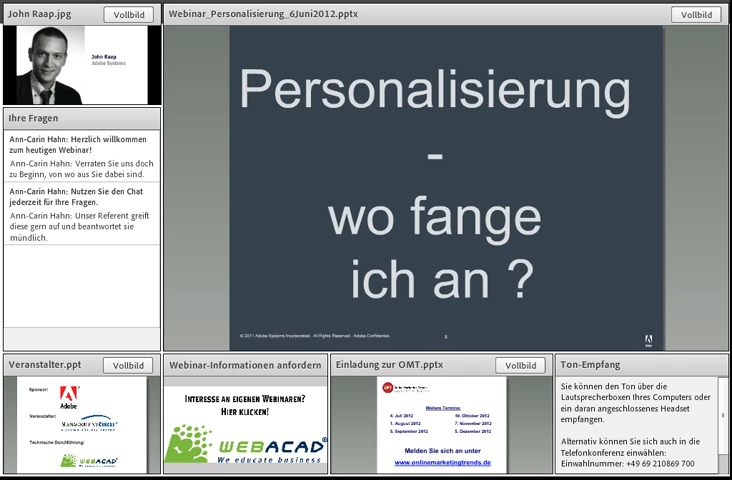 John Raap.jpg
Vollbild
John Raap
Adobe Systems
Ihre Fragen
Ann-Carin Hahn: Herzlich willkommen
zum heutigen Webinar!
Ann-Carin Hahn: Verraten Sie uns doch
zu Beginn, von wo aus Sie dabei sind.
Ann-Carin Hahn: Nutzen Sie den Chat
jederzeit für Ihre Fragen.
Ann-Carin Hahn: Unser Referent greift
diese gern auf und beantwortet sie
mündlich.
Webinar_Personalisierung_6Juni2012.pptx
Vollbild
Personalisierung
-
wo fange
ich an ?
© 2011 Adobe Systems Incorporated. All Rights Reserved. Adobe Confidential.
Veranstalter.ppt
Vollbild
Sponsor:
Adobe
Veranstalter:
MANAGEMENT CIRCLE
Technische Durchführung:
WEBACAD
We educate business
Webinar-Informationen anfordern
INTERESSE AN EIGENEN WEBINAREN?
HIER KLICKEN!
WEBACAD
We educate business
Einladung zur OMT.pptx
Vollbild
OMT
Weitere Termine:
4. Juli 2012
10. Oktober 2012
1. August 2012
7. November 2012
5. September 2012
5. Dezember 2012
Melden Sie sich an unter
www.onlinemarketingtrends.de
Ton-Empfang
Sie können den Ton über die
Lautsprecherboxen Ihres Computers oder
ein daran angeschlossenes Headset
empfangen.
Alternativ können Sie sich auch in die
Telefonkonferenz einwählen:
Einwahlnummer: +49 69 210869 700